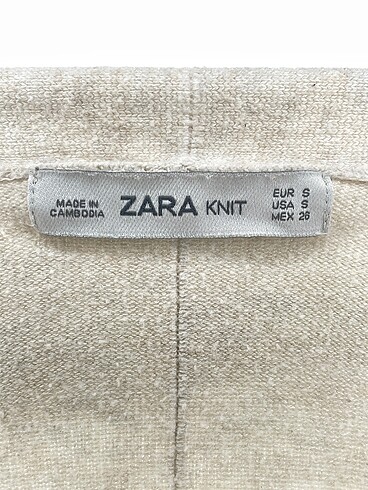 MADE IN
CAMBODIA
ZARA KNIT
EUR S
USA S
MEX 26